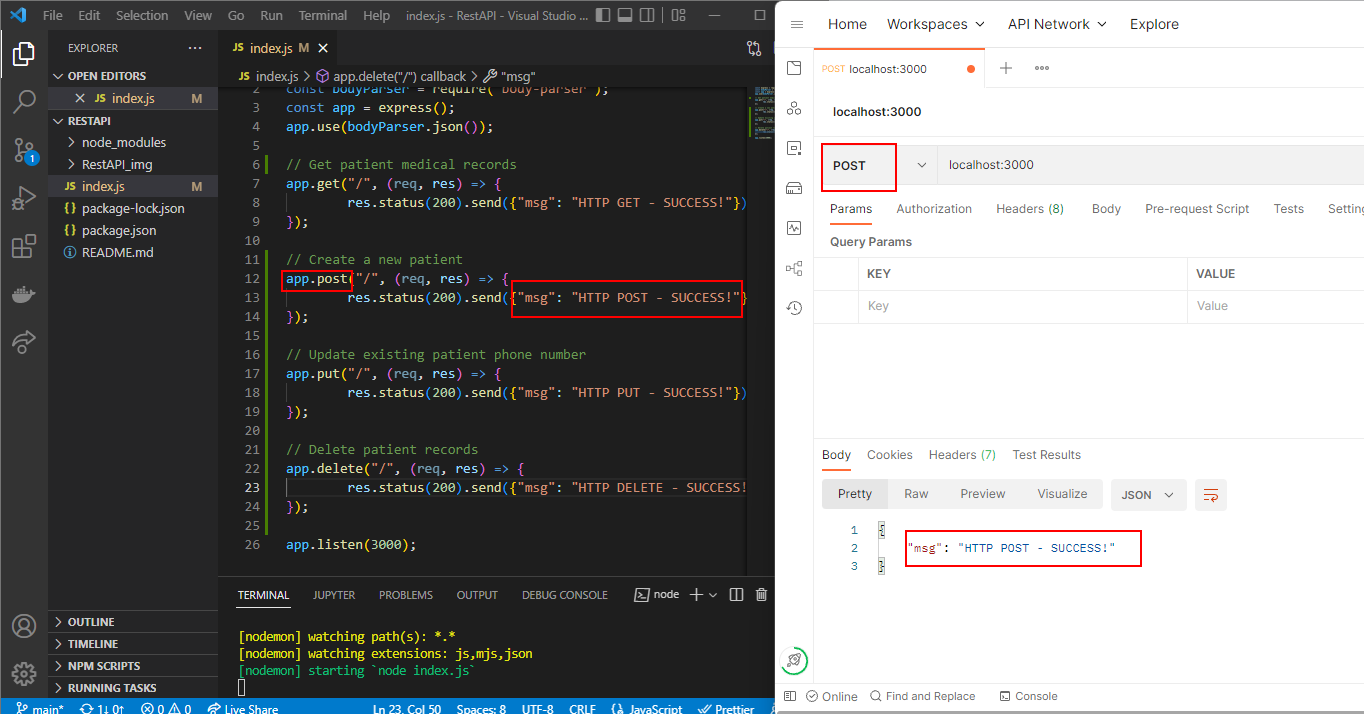 File Edit Selection View Go Run Terminal Help index.js - RestAPI - Visual Studio ...
EXPLORER ...
OPEN EDITORS
JS index.js M
RESTAPI
node_modules
RestAPI_img
JS index.js M
package-lock.json
package.json
README.md
1
OUTLINE
TIMELINE
NPM SCRIPTS
RUNNING TASKS
JS index.js M
JS index.js > app.delete("/") callback > "msg"
2 const bodyParser = require("body-parser");
3 const app = express();
4 app.use(bodyParser.json());
5
6 // Get patient medical records
7 app.get("/", (req, res) => {
8 res.status(200).send({"msg": "HTTP GET - SUCCESS!"})
9 });
10
11 // Create a new patient
12 app.post("/", (req, res) => {
13 res.status(200).send({"msg": "HTTP POST - SUCCESS!"}
14 });
15
16 // Update existing patient phone number
17 app.put("/", (req, res) => {
18 res.status(200).send({"msg": "HTTP PUT - SUCCESS!"})
19 });
20
21 // Delete patient records
22 app.delete("/", (req, res) => {
23 res.status(200).send({"msg": "HTTP DELETE - SUCCESS!
24 });
25
26 app.listen(3000);
TERMINAL JUPYTER PROBLEMS OUTPUT DEBUG CONSOLE node
[nodemon] watching path(s): *.*
[nodemon] watching extensions: js,mjs,json
[nodemon] starting `node index.js`
main* 1↓ 0↑ 0 0 Live Share Ln 23, Col 50 Spaces: 8 UTF-8 CRLF {} JavaScript Prettier
Home Workspaces API Network Explore
POST localhost:3000
localhost:3000
POST localhost:3000
Params Authorization Headers (8) Body Pre-request Script Tests Setting
Query Params
KEY VALUE
Key Value
Body Cookies Headers (7) Test Results
Pretty Raw Preview Visualize JSON
1 {
2 "msg": "HTTP POST - SUCCESS!"
3 }
Online Find and Replace Console